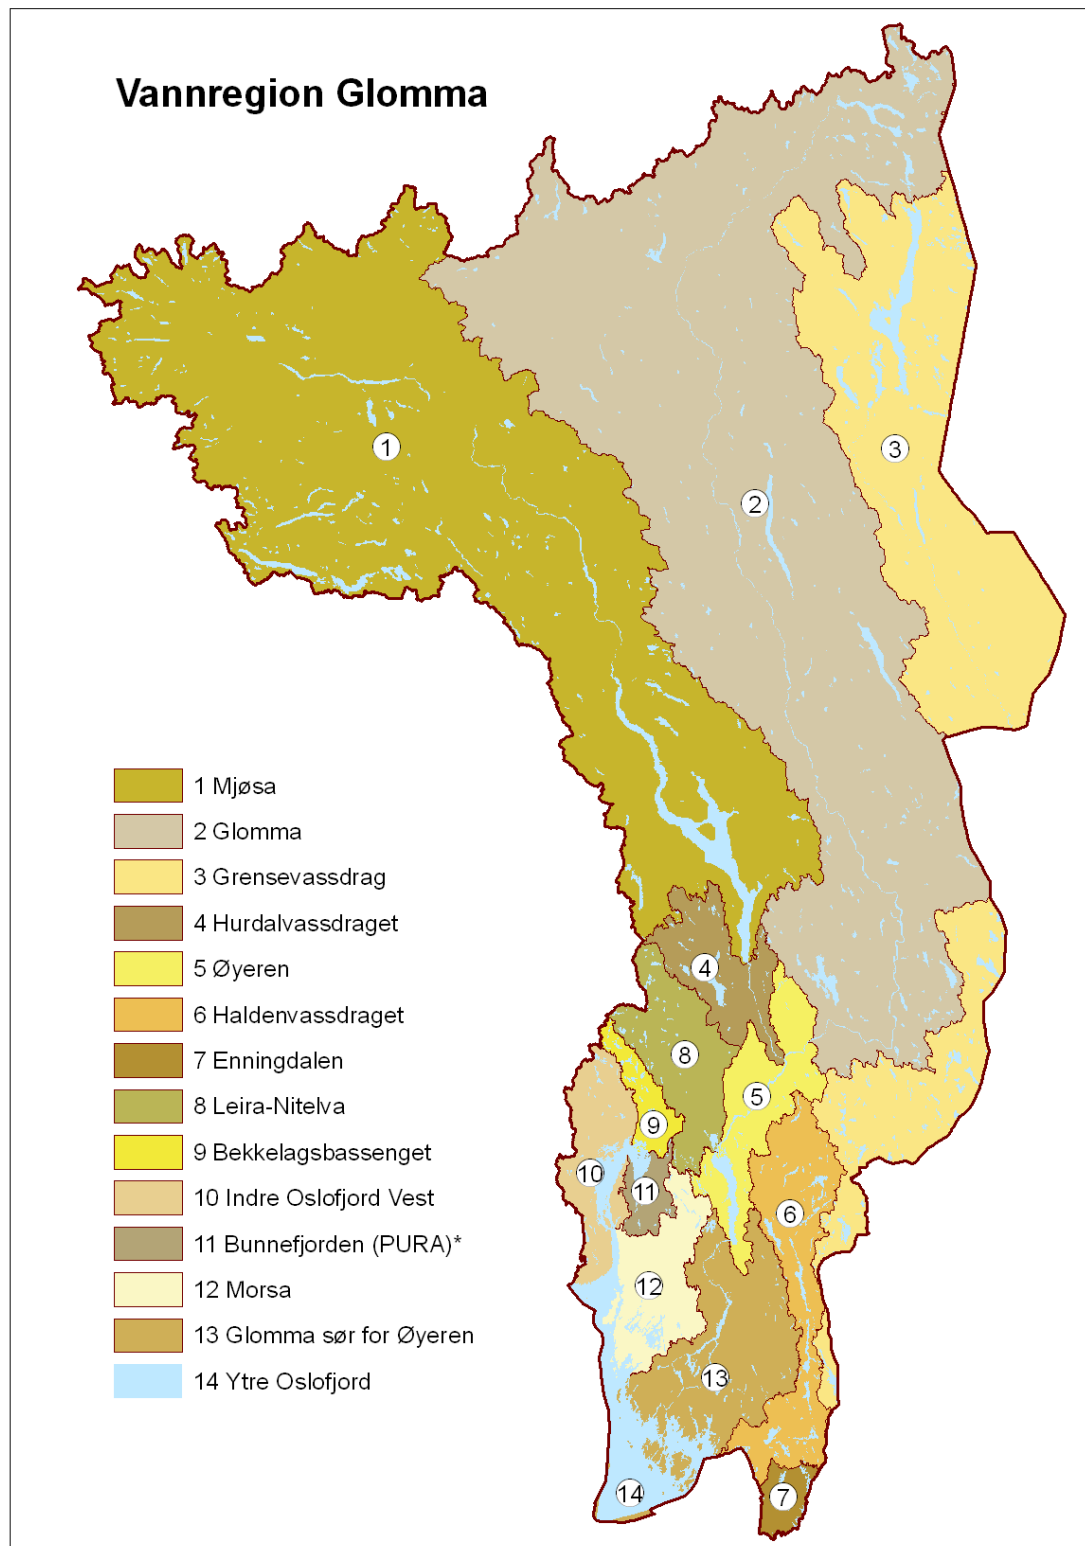 Vannregion Glomma
1
2
3
4
5
6
7
8
9
10
11
12
13
14
1 Mjøsa
2 Glomma
3 Grensevassdrag
4 Hurdalvassdraget
5 Øyeren
6 Haldenvassdraget
7 Enningdalen
8 Leira-Nitelva
9 Bekkelagsbassenget
10 Indre Oslofjord Vest
11 Bunnefjorden (PURA)*
12 Morsa
13 Glomma sør for Øyeren
14 Ytre Oslofjord